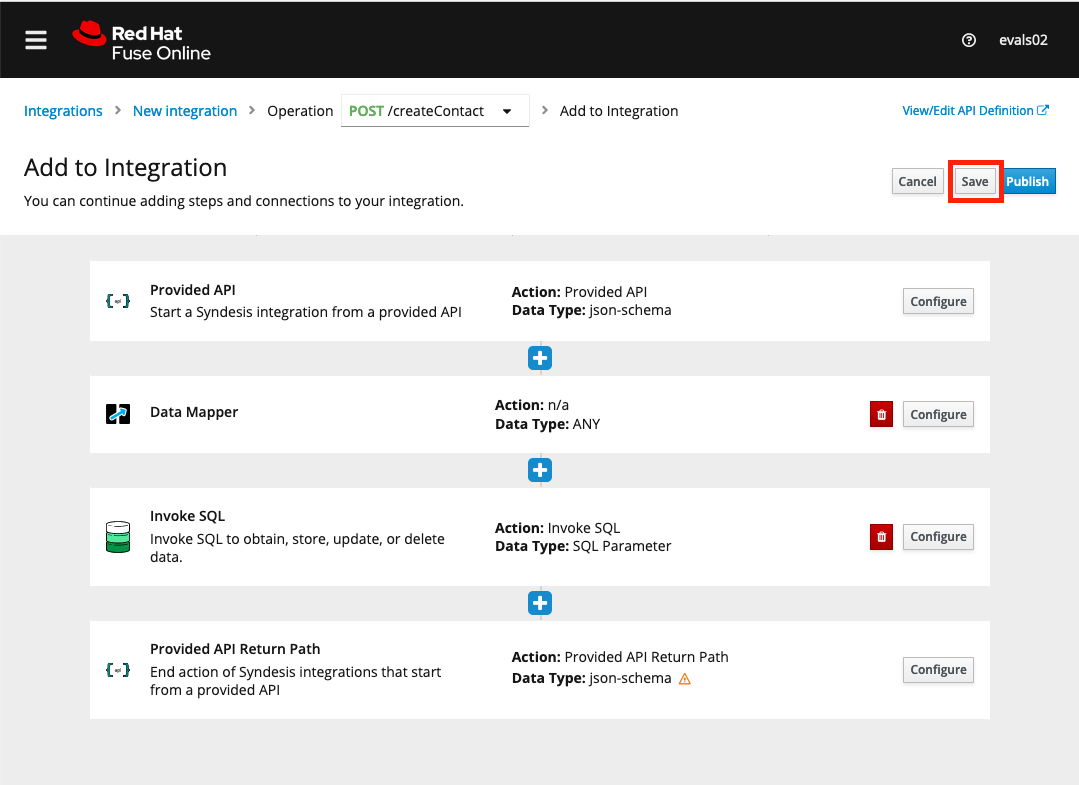 Red Hat
Fuse Online
evals02
Integrations > New integration > Operation POST /createContact > Add to Integration
View/Edit API Definition
Add to Integration
You can continue adding steps and connections to your integration.
Cancel
Save
Publish
Provided API
Start a Syndesis integration from a provided API
Action: Provided API
Data Type: json-schema
Configure
Data Mapper
Action: n/a
Data Type: ANY
Configure
Invoke SQL
Invoke SQL to obtain, store, update, or delete
data.
Action: Invoke SQL
Data Type: SQL Parameter
Configure
Provided API Return Path
End action of Syndesis integrations that start
from a provided API
Action: Provided API Return Path
Data Type: json-schema
Configure